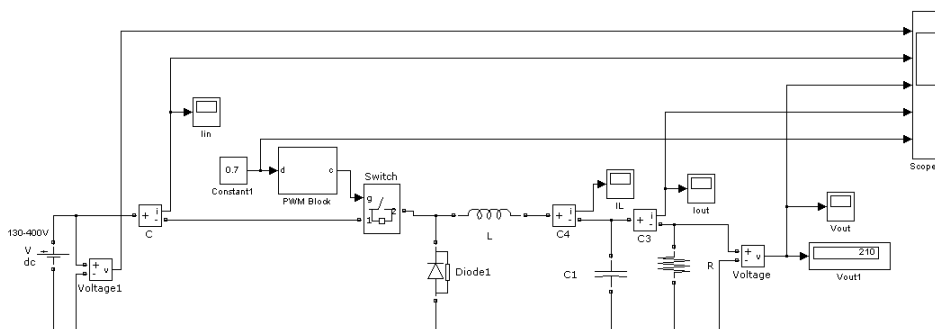 Iin
0.7
Constant1
d
c
PWM Block
Switch
g
1
2
130-400V
V
dc
+
-
v
Voltage1
+
-
i
C
L
+
-
i
C4
IL
+
-
i
C3
Iout
C1
Diode1
R
+
-
v
Voltage
Vout
210
Vout1
Scope